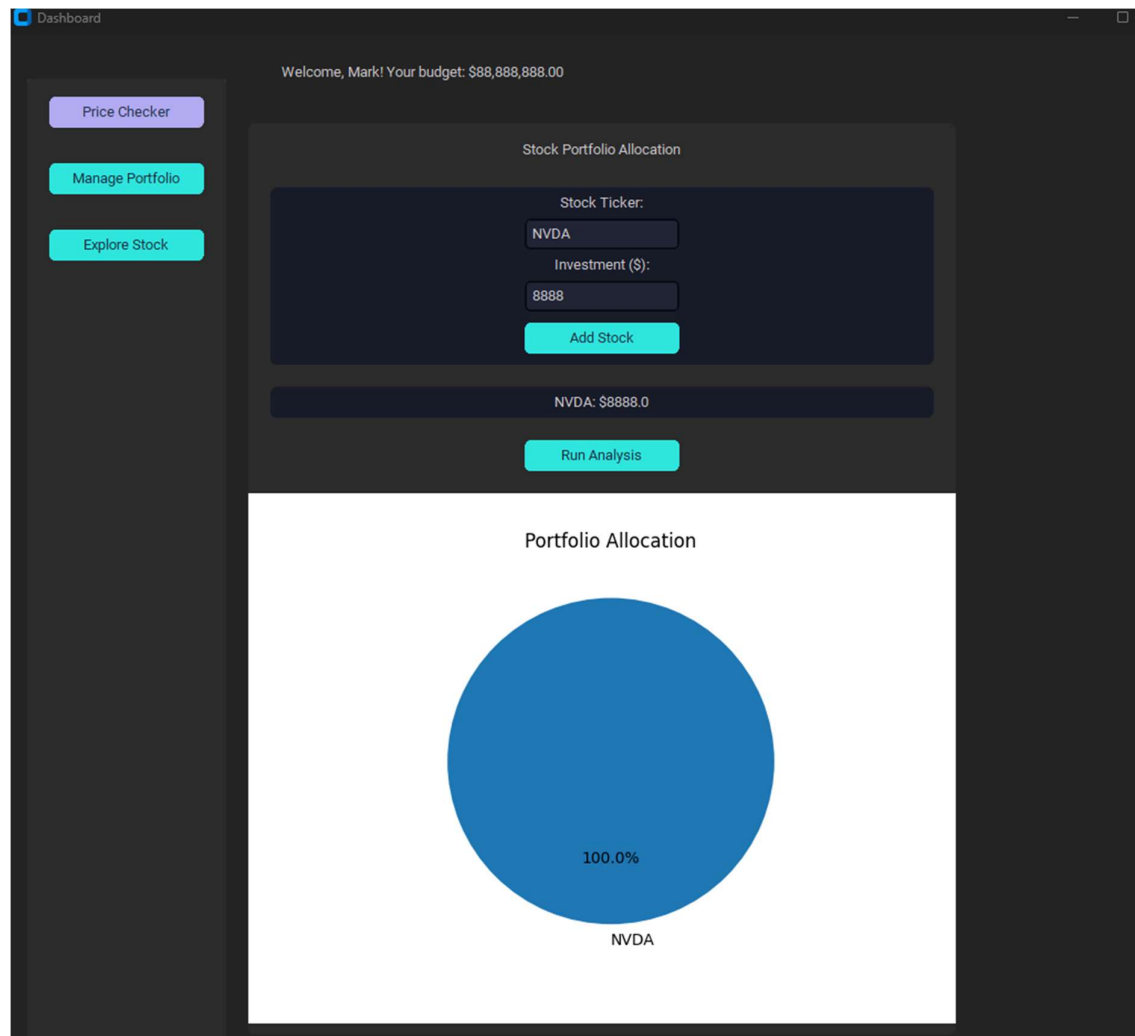 Dashboard
Welcome, Mark! Your budget: $88,888,888.00
Price Checker
Manage Portfolio
Explore Stock
Stock Portfolio Allocation
Stock Ticker:
NVDA
Investment ($):
8888
Add Stock
NVDA: $8888.0
Run Analysis
Portfolio Allocation
100.0%
NVDA